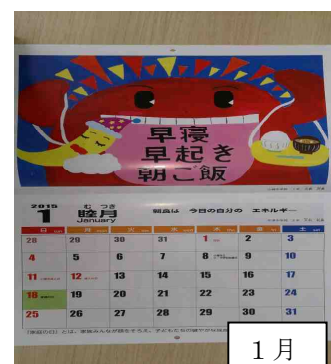 早寝
早起き
朝ご飯
2015
1
むつき
睦月
January
朝食は 今日の自分の エネルギー
日 月 火 水 木 金 土
28 29 30 31 1 2 3
4 5 6 7 8 9 10
11 12 13 14 15 16 17
18 19 20 21 22 23 24
25 26 27 28 29 30 31
1月